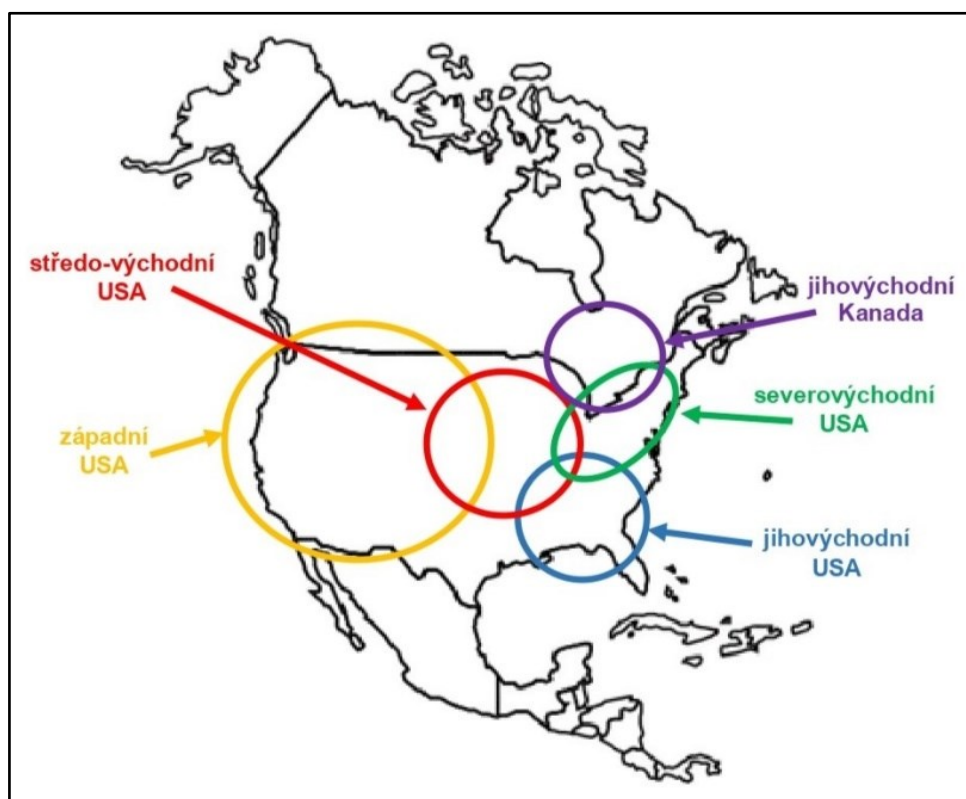 středo-východní
USA
jihovýchodní
Kanada
severovýchodní
USA
západní
USA
jihovýchodní
USA